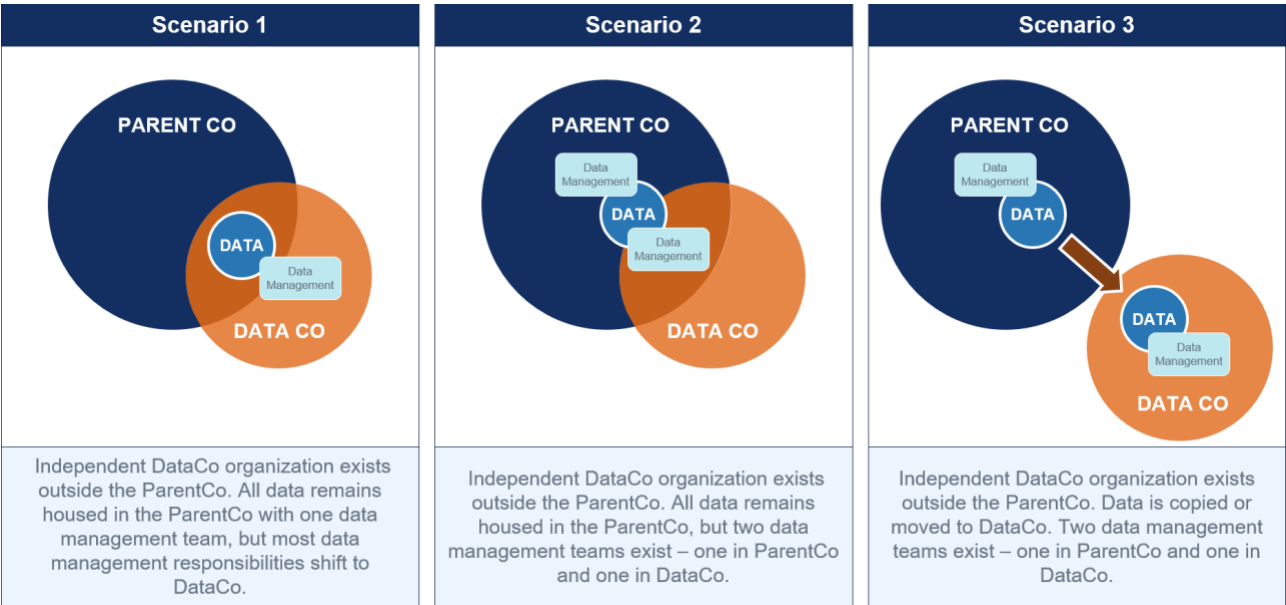 Scenario 1
PARENT CO
DATA
Data
Management
DATA CO
Independent DataCo organization exists
outside the ParentCo. All data remains
housed in the ParentCo with one data
management team, but most data
management responsibilities shift to
DataCo.
Scenario 2
PARENT CO
Data
Management
DATA
Data
Management
DATA CO
Independent DataCo organization exists
outside the ParentCo. All data remains
housed in the ParentCo, but two data
management teams exist – one in ParentCo
and one in DataCo.
Scenario 3
PARENT CO
Data
Management
DATA
DATA
Data
Management
DATA CO
Independent DataCo organization exists
outside the ParentCo. Data is copied or
moved to DataCo. Two data management
teams exist – one in ParentCo and one in
DataCo.